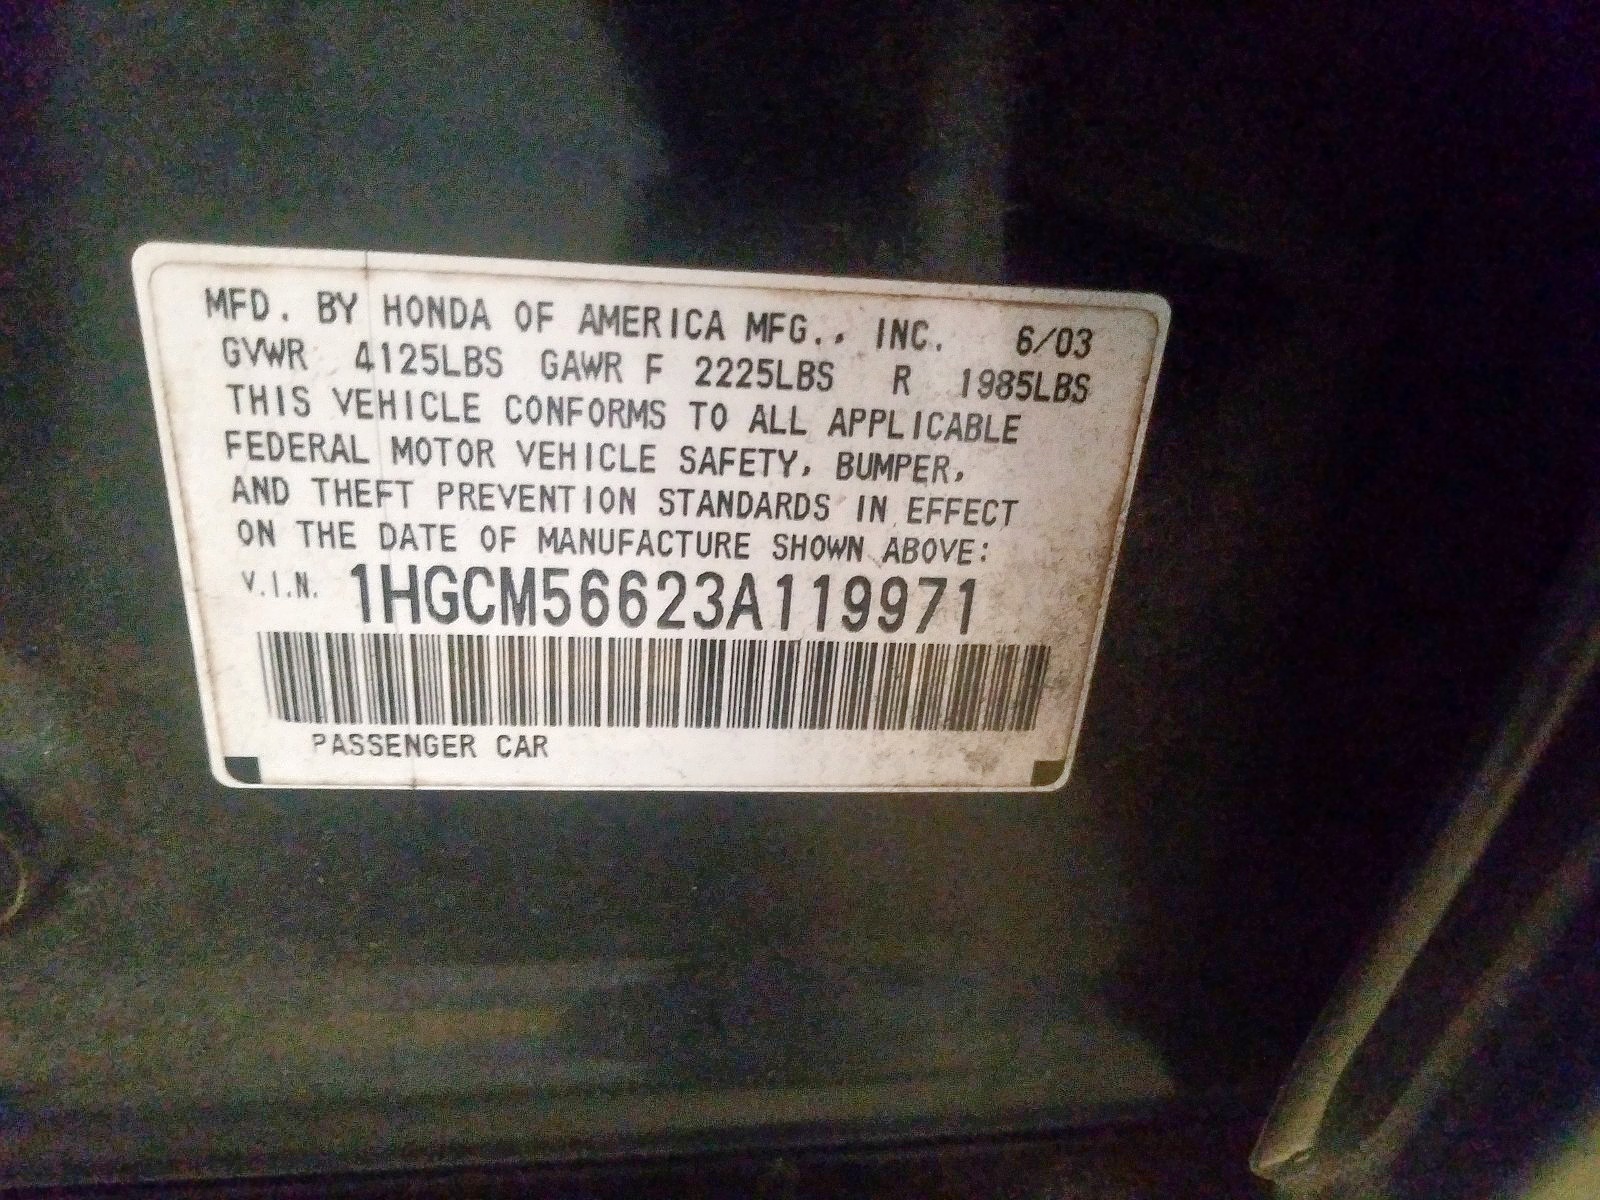 MFD. BY HONDA OF AMERICA MFG., INC. 6/03
GVWR 4125LBS GAWR F 2225LBS R 1985LBS
THIS VEHICLE CONFORMS TO ALL APPLICABLE
FEDERAL MOTOR VEHICLE SAFETY, BUMPER,
AND THEFT PREVENTION STANDARDS IN EFFECT
ON THE DATE OF MANUFACTURE SHOWN ABOVE:
V.I.N. 1HGCM56623A119971
PASSENGER CAR